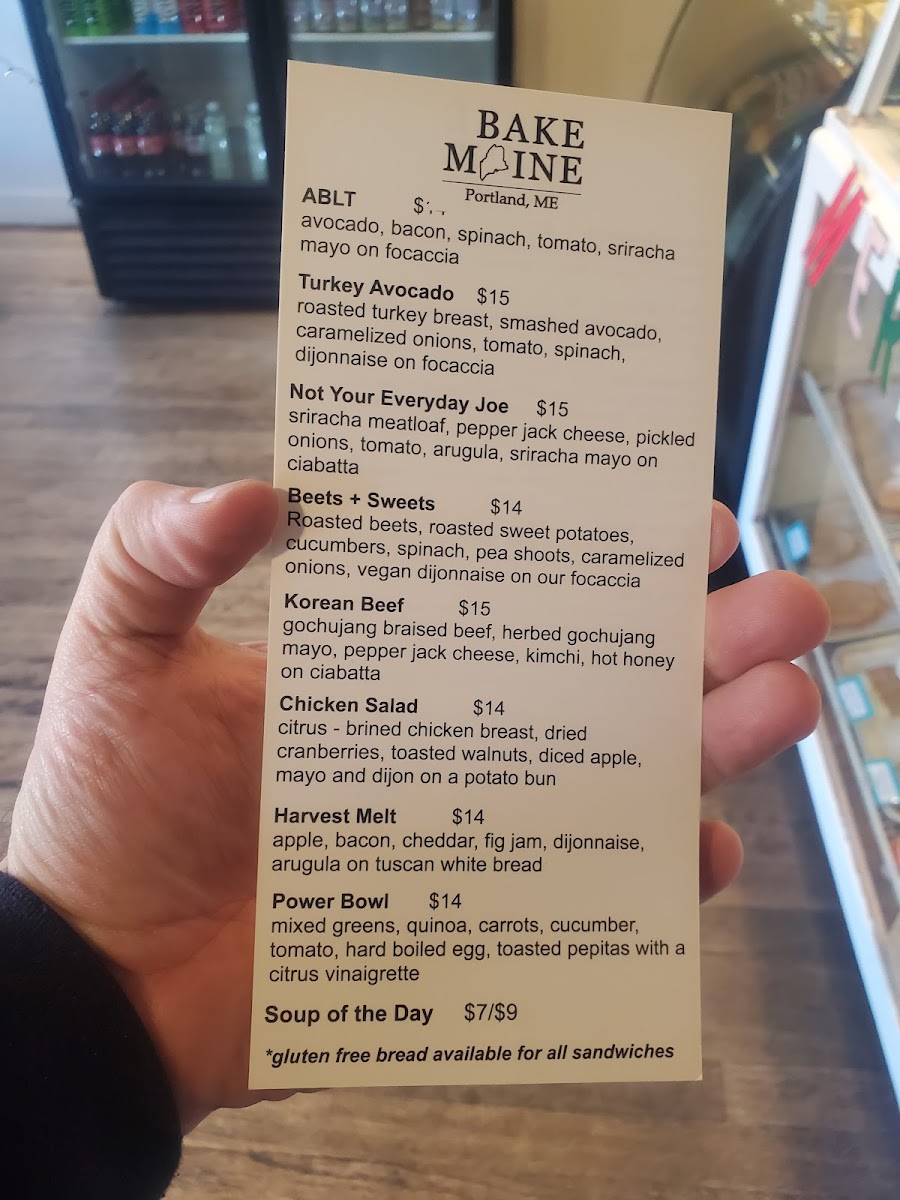 BAKE
MAINE
Portland, ME
ABLT
avocado, bacon, spinach, tomato, sriracha
mayo on focaccia
Turkey Avocado $15
roasted turkey breast, smashed avocado,
caramelized onions, tomato, spinach,
dijonnaise on focaccia
Not Your Everyday Joe $15
sriracha meatloaf, pepper jack cheese, pickled
onions, tomato, arugula, sriracha mayo on
ciabatta
Beets + Sweets $14
Roasted beets, roasted sweet potatoes,
cucumbers, spinach, pea shoots, caramelized
onions, vegan dijonnaise on our focaccia
Korean Beef $15
gochujang braised beef, herbed gochujang
mayo, pepper jack cheese, kimchi, hot honey
on ciabatta
Chicken Salad $14
citrus - brined chicken breast, dried
cranberries, toasted walnuts, diced apple,
mayo and dijon on a potato bun
Harvest Melt $14
apple, bacon, cheddar, fig jam, dijonnaise,
arugula on tuscan white bread
Power Bowl $14
mixed greens, quinoa, carrots, cucumber,
tomato, hard boiled egg, toasted pepitas with a
citrus vinaigrette
Soup of the Day $7/$9
*gluten free bread available for all sandwiches